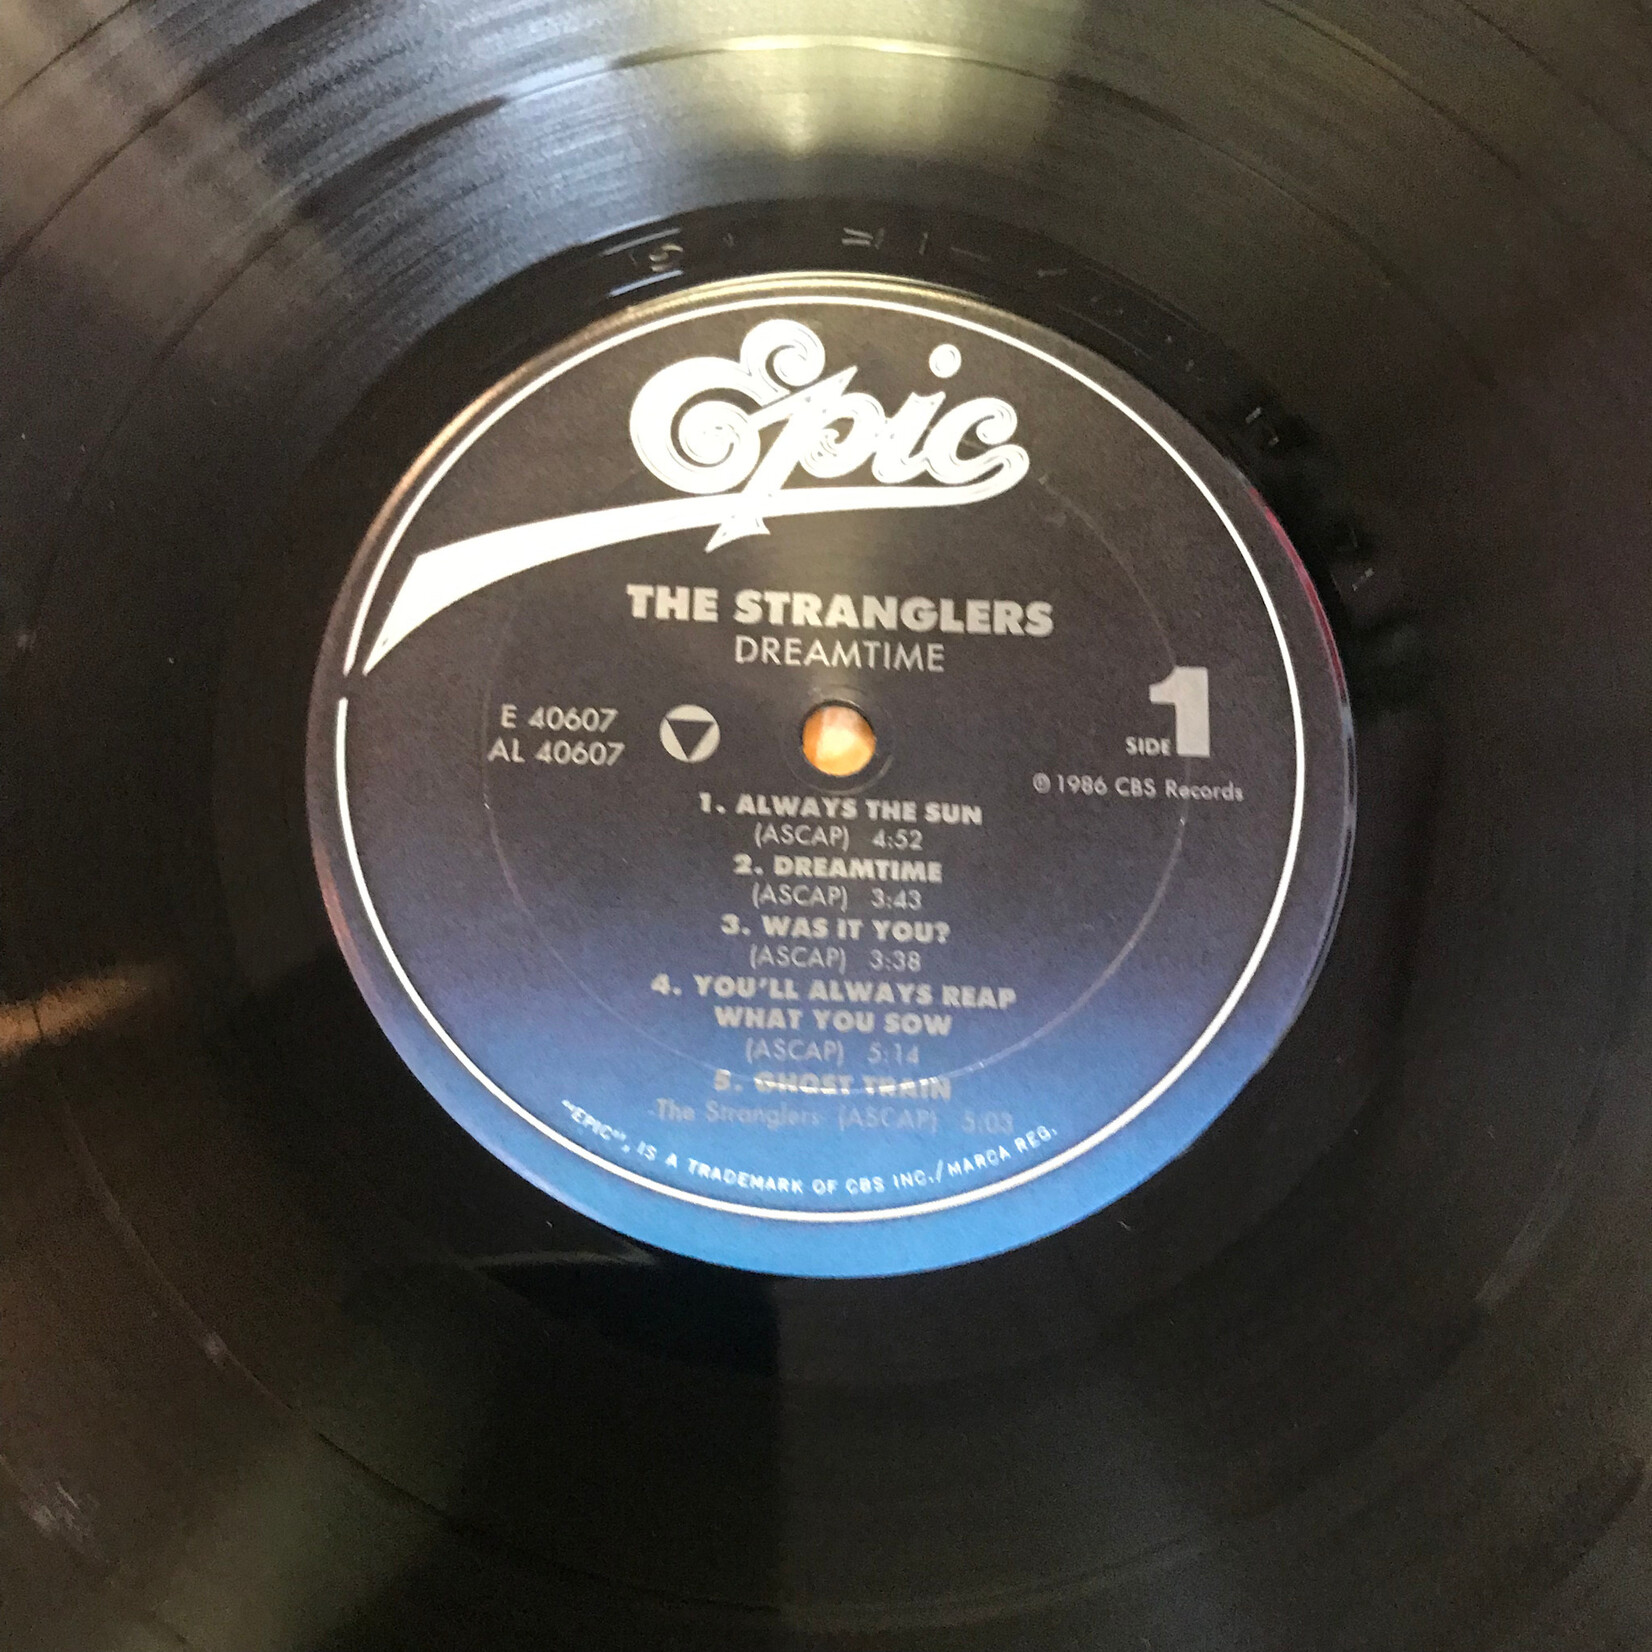 Epic
THE STRANGLERS
DREAMTIME
E 40607
AL 40607
SIDE 1
℗ 1986 CBS Records
1. ALWAYS THE SUN
(ASCAP) 4:52
2. DREAMTIME
(ASCAP) 3:43
3. WAS IT YOU?
(ASCAP) 3:38
4. YOU'LL ALWAYS REAP
WHAT YOU SOW
(ASCAP) 5:14
5. GHOST TRAIN
-The Stranglers- (ASCAP) 5:03
"EPIC", IS A TRADEMARK OF CBS INC./MARCA REG.